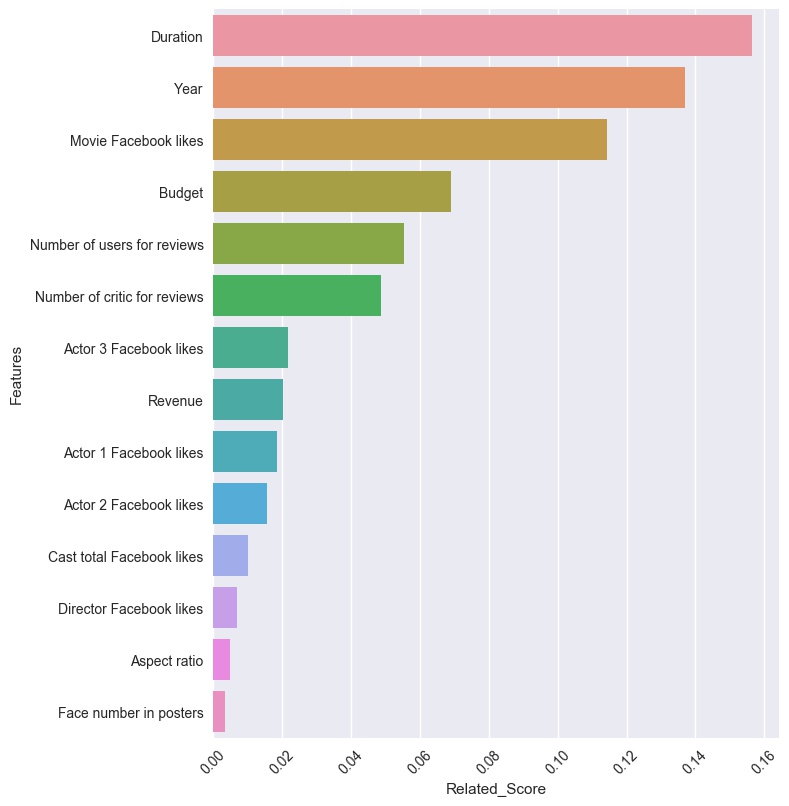 Duration
Year
Movie Facebook likes
Budget
Number of users for reviews
Number of critic for reviews
Actor 3 Facebook likes
Revenue
Actor 1 Facebook likes
Actor 2 Facebook likes
Cast total Facebook likes
Director Facebook likes
Aspect ratio
Face number in posters
Features
0.00 0.02 0.04 0.06 0.08 0.10 0.12 0.14 0.16
Related_Score